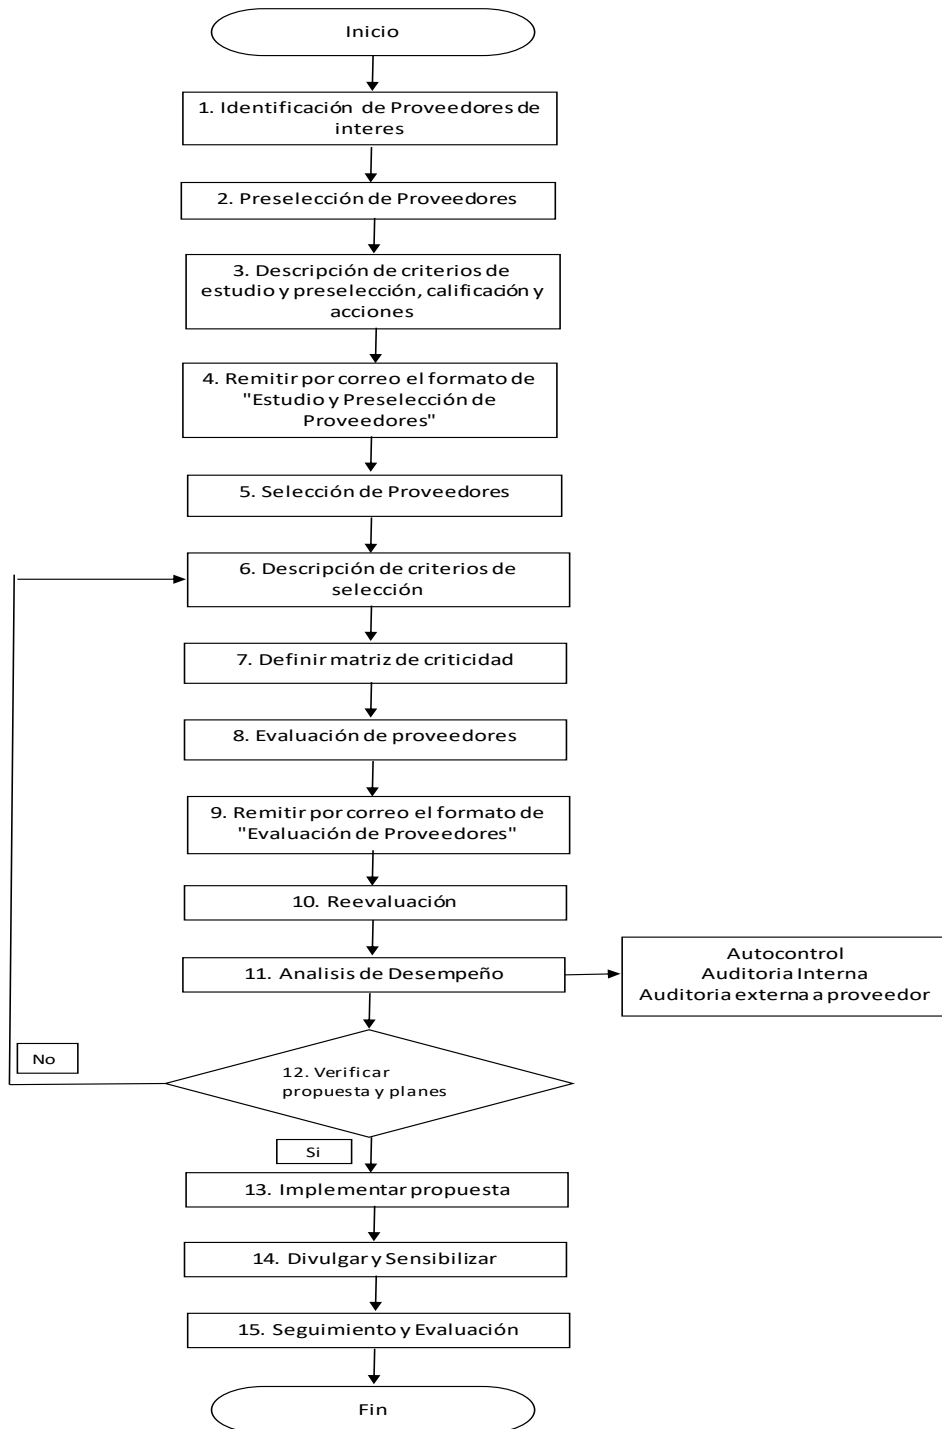 Inicio
1. Identificación de Proveedores de
interes
2. Preselección de Proveedores
3. Descripción de criterios de
estudio y preselección, calificación y
acciones
4. Remitir por correo el formato de
"Estudio y Preselección de
Proveedores"
5. Selección de Proveedores
6. Descripción de criterios de
selección
7. Definir matriz de criticidad
8. Evaluación de proveedores
9. Remitir por correo el formato de
"Evaluación de Proveedores"
10. Reevaluación
11. Analisis de Desempeño
Autocontrol
Auditoria Interna
Auditoria externa a proveedor
No
12. Verificar
propuesta y planes
Si
13. Implementar propuesta
14. Divulgar y Sensibilizar
15. Seguimiento y Evaluación
Fin